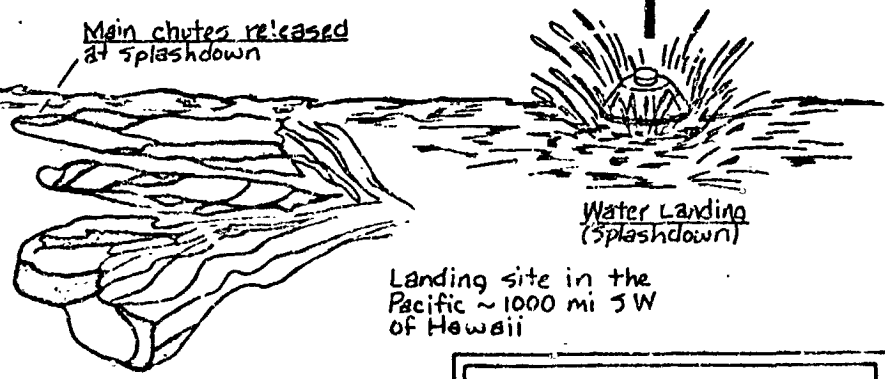 Main chutes released
at splashdown
Water Landing
(splashdown)
Landing site in the
Pacific ~ 1000 mi SW
of Hawaii